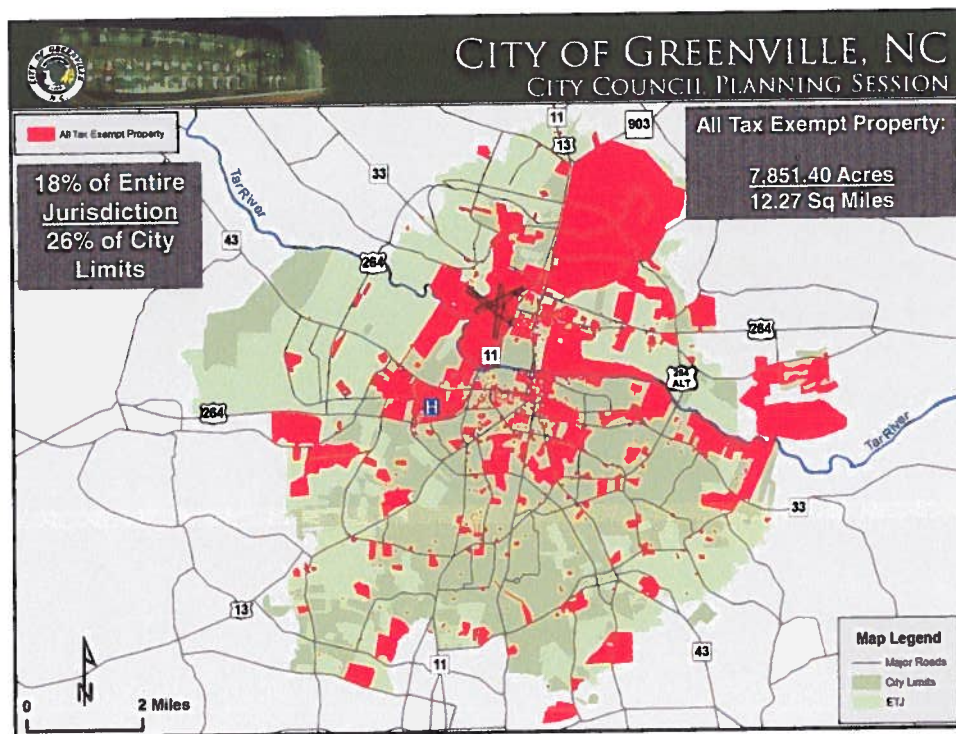 CITY OF GREENVILLE
N.C.
CITY OF GREENVILLE, NC
CITY COUNCIL PLANNING SESSION
All Tax Exempt Property
18% of Entire
Jurisdiction
26% of City
Limits
All Tax Exempt Property:
7,851.40 Acres
12.27 Sq Miles
11
13
903
33
Tar River
43
264
11
264
264
ALT
H
264
Tar River
33
13
11
43
N
0
2 Miles
Map Legend
Major Roads
City Limits
ETJ